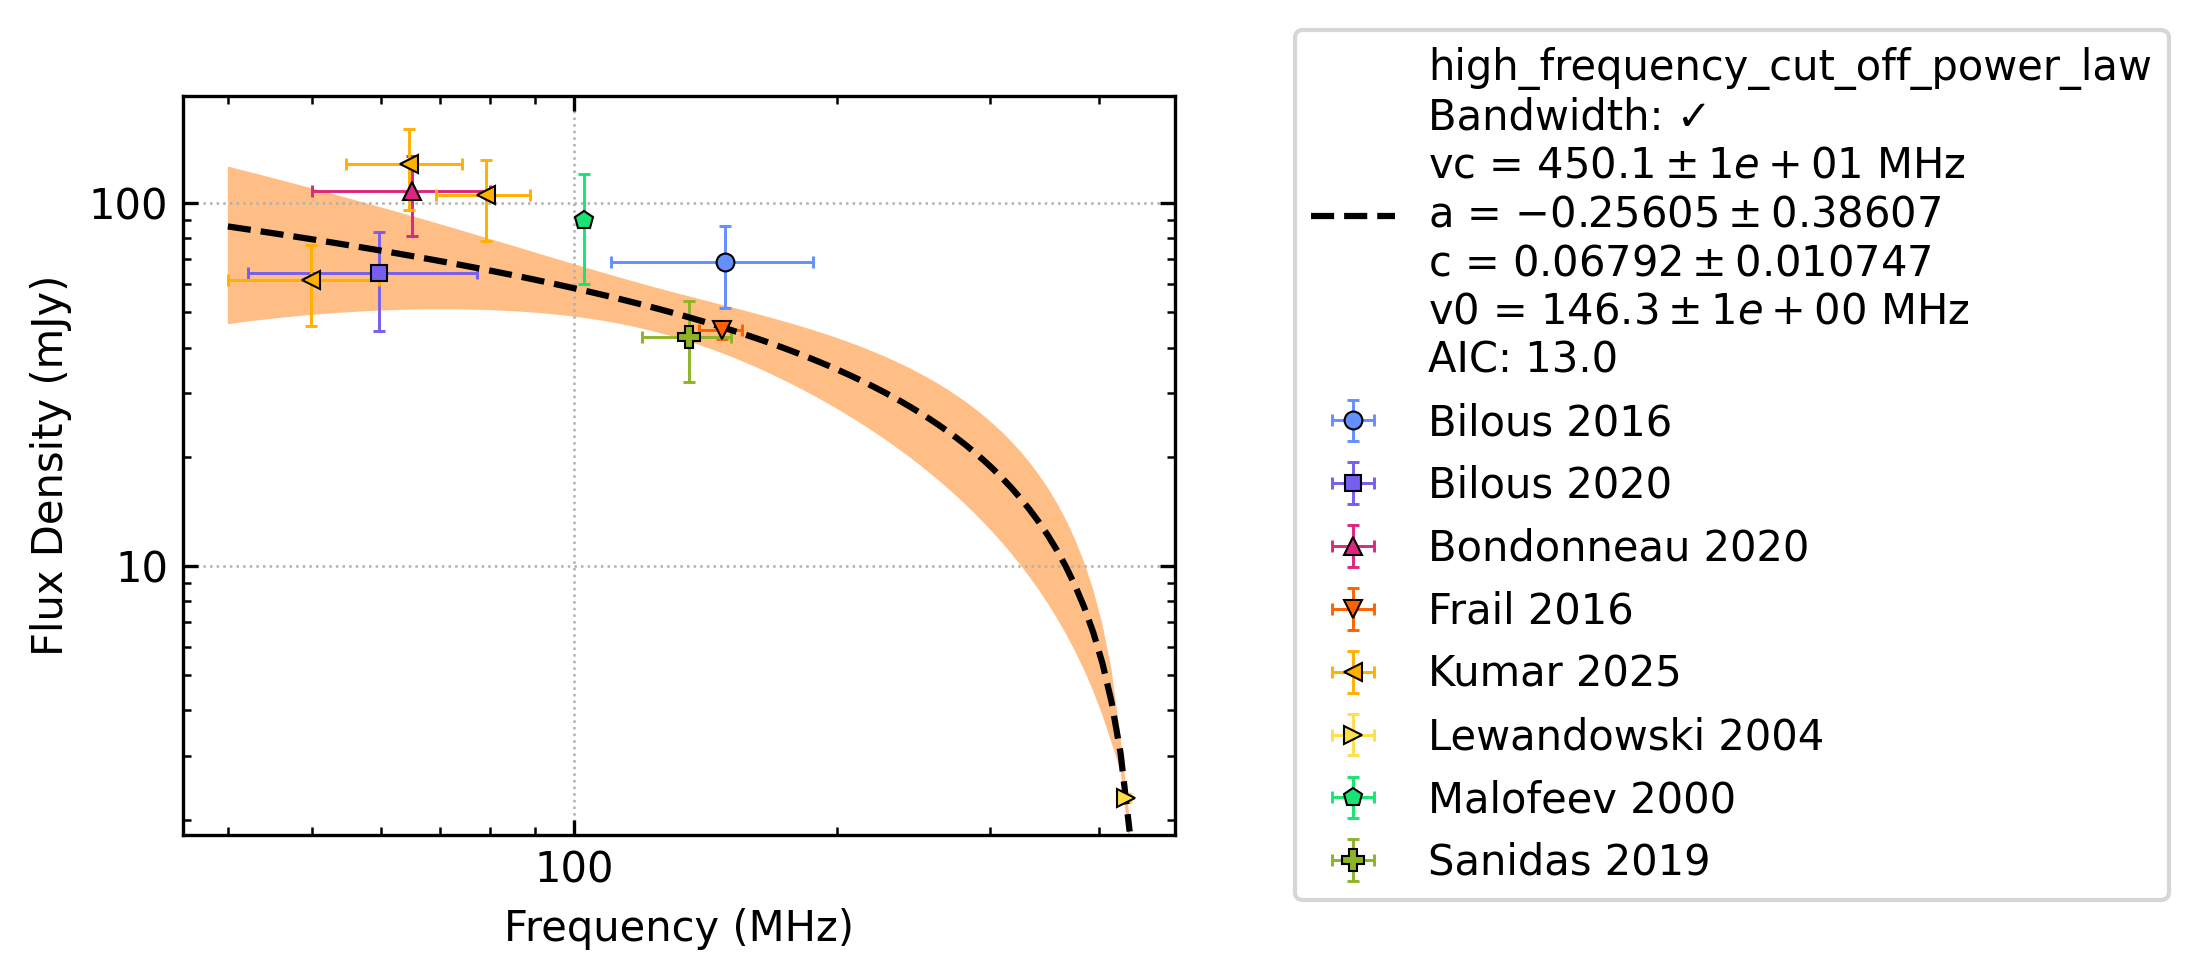 100
10
100
Flux Density (mJy)
Frequency (MHz)
high_frequency_cut_off_power_law
Bandwidth: ✓
vc = 450.1 ± 1e + 01 MHz
a = −0.25605 ± 0.38607
c = 0.06792 ± 0.010747
v0 = 146.3 ± 1e + 00 MHz
AIC: 13.0
Bilous 2016
Bilous 2020
Bondonneau 2020
Frail 2016
Kumar 2025
Lewandowski 2004
Malofeev 2000
Sanidas 2019